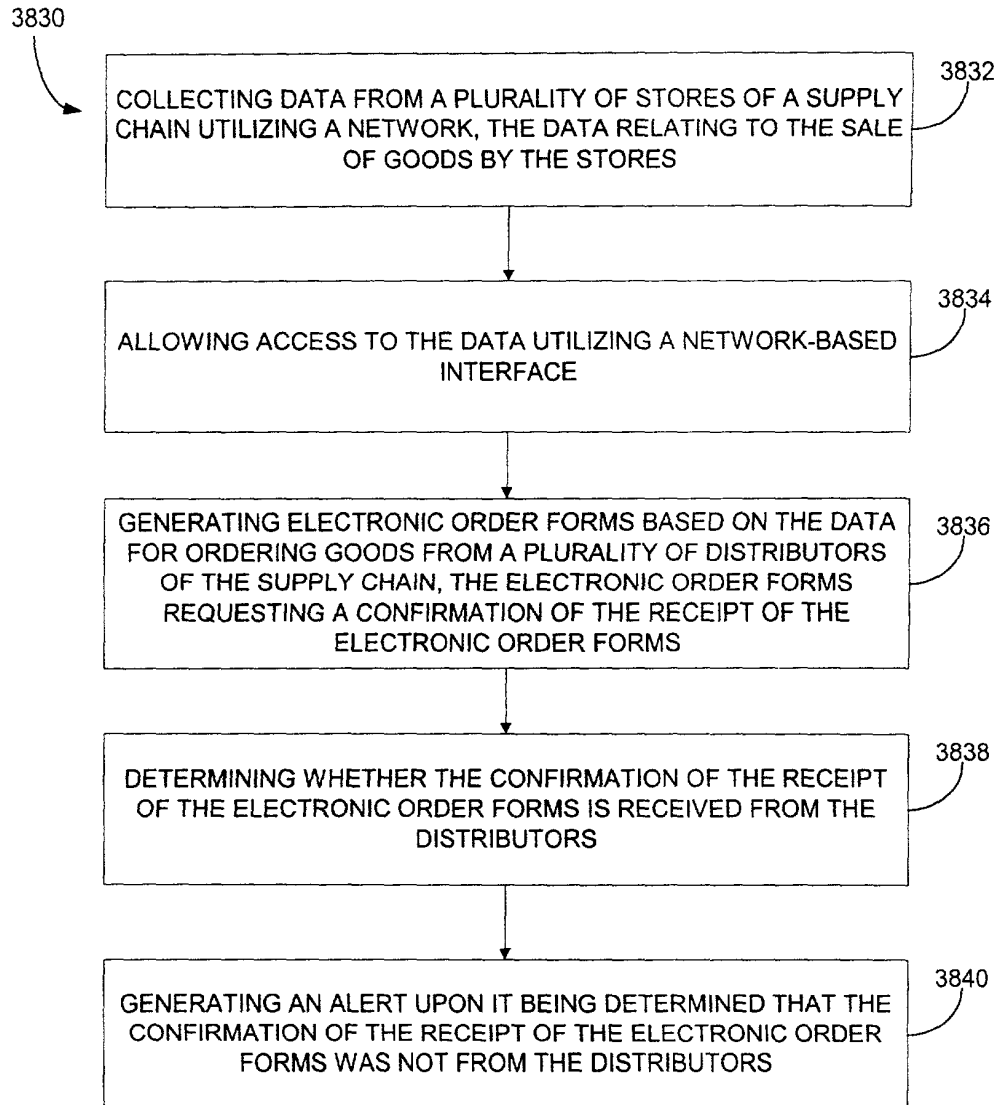 3830
3832
COLLECTING DATA FROM A PLURALITY OF STORES OF A SUPPLY
CHAIN UTILIZING A NETWORK, THE DATA RELATING TO THE SALE
OF GOODS BY THE STORES
3834
ALLOWING ACCESS TO THE DATA UTILIZING A NETWORK-BASED
INTERFACE
3836
GENERATING ELECTRONIC ORDER FORMS BASED ON THE DATA
FOR ORDERING GOODS FROM A PLURALITY OF DISTRIBUTORS
OF THE SUPPLY CHAIN, THE ELECTRONIC ORDER FORMS
REQUESTING A CONFIRMATION OF THE RECEIPT OF THE
ELECTRONIC ORDER FORMS
3838
DETERMINING WHETHER THE CONFIRMATION OF THE RECEIPT
OF THE ELECTRONIC ORDER FORMS IS RECEIVED FROM THE
DISTRIBUTORS
3840
GENERATING AN ALERT UPON IT BEING DETERMINED THAT THE
CONFIRMATION OF THE RECEIPT OF THE ELECTRONIC ORDER
FORMS WAS NOT FROM THE DISTRIBUTORS